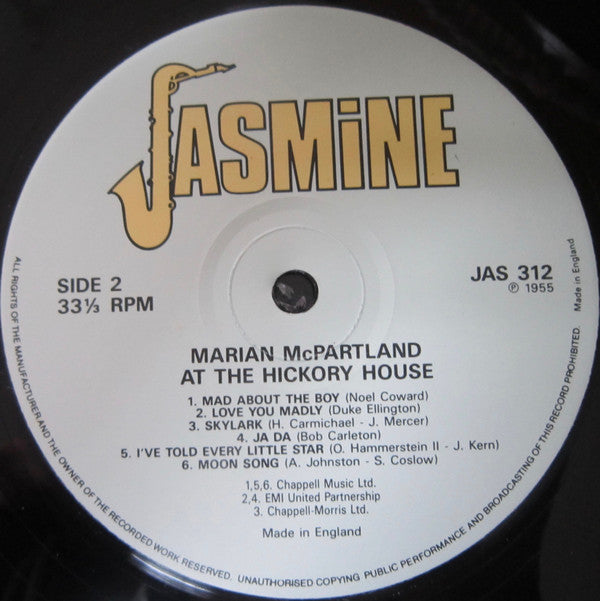 JASMiNE
SIDE 2
33⅓ RPM
JAS 312
℗ 1955
MARIAN McPARTLAND
AT THE HICKORY HOUSE
1. MAD ABOUT THE BOY (Noel Coward)
2. LOVE YOU MADLY (Duke Ellington)
3. SKYLARK (H. Carmichael - J. Mercer)
4. JA DA (Bob Carleton)
5. I'VE TOLD EVERY LITTLE STAR (O. Hammerstein II - J. Kern)
6. MOON SONG (A. Johnston - S. Coslow)
1,5,6. Chappell Music Ltd.
2,4. EMI United Partnership
3. Chappell-Morris Ltd.
Made in England
ALL RIGHTS OF THE MANUFACTURER AND THE OWNER OF THE RECORDED WORK RESERVED. UNAUTHORISED COPYING PUBLIC PERFORMANCE AND BROADCASTING OF THIS RECORD PROHIBITED. Made in England